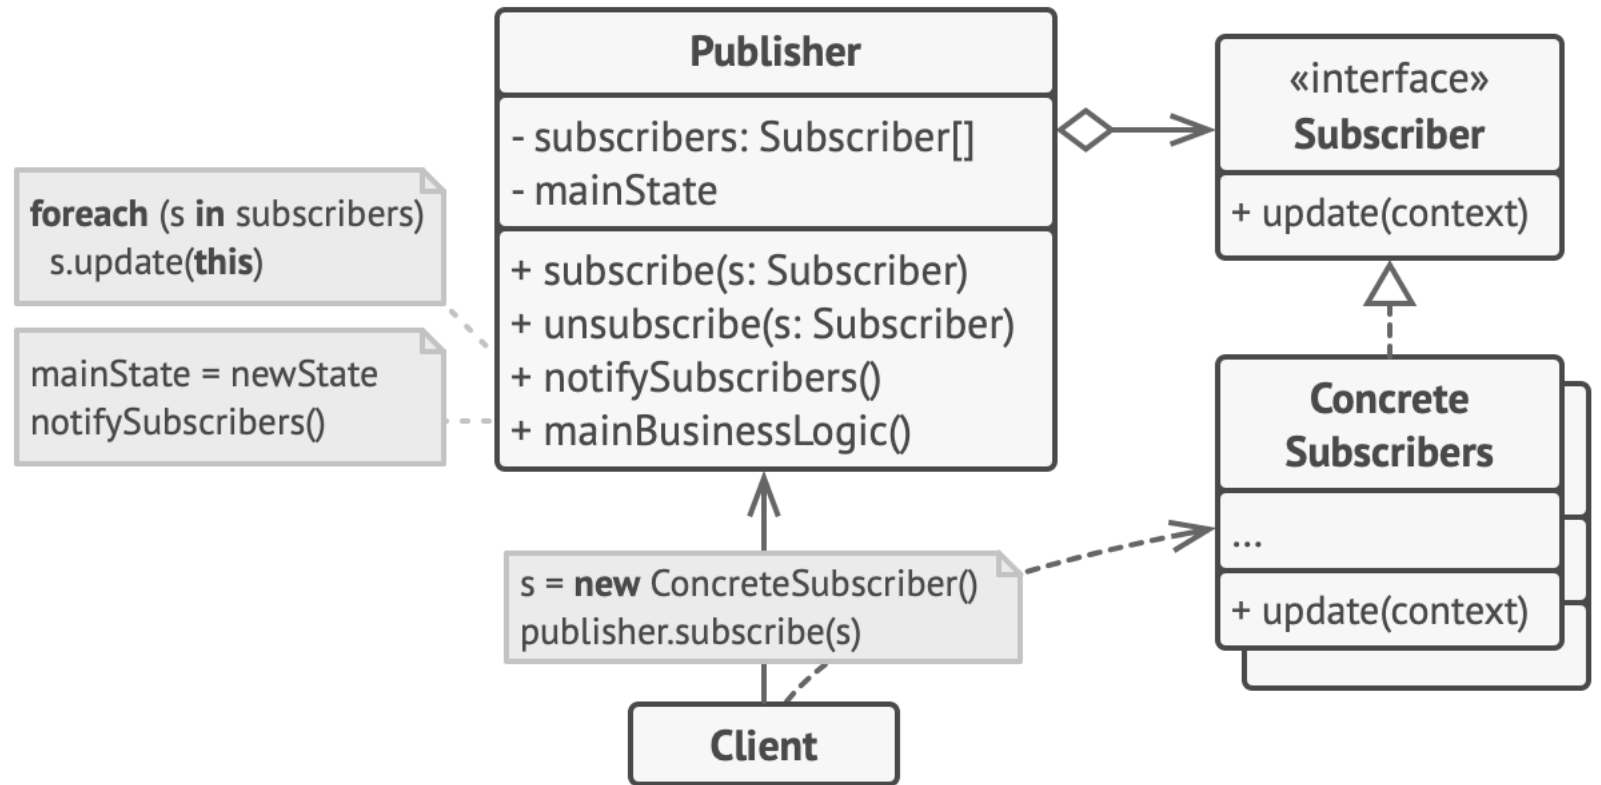 Publisher
- subscribers: Subscriber[]
- mainState
+ subscribe(s: Subscriber)
+ unsubscribe(s: Subscriber)
+ notifySubscribers()
+ mainBusinessLogic()
«interface»
Subscriber
+ update(context)
foreach (s in subscribers)
s.update(this)
mainState = newState
notifySubscribers()
Concrete
Subscribers
...
+ update(context)
s = new ConcreteSubscriber()
publisher.subscribe(s)
Client